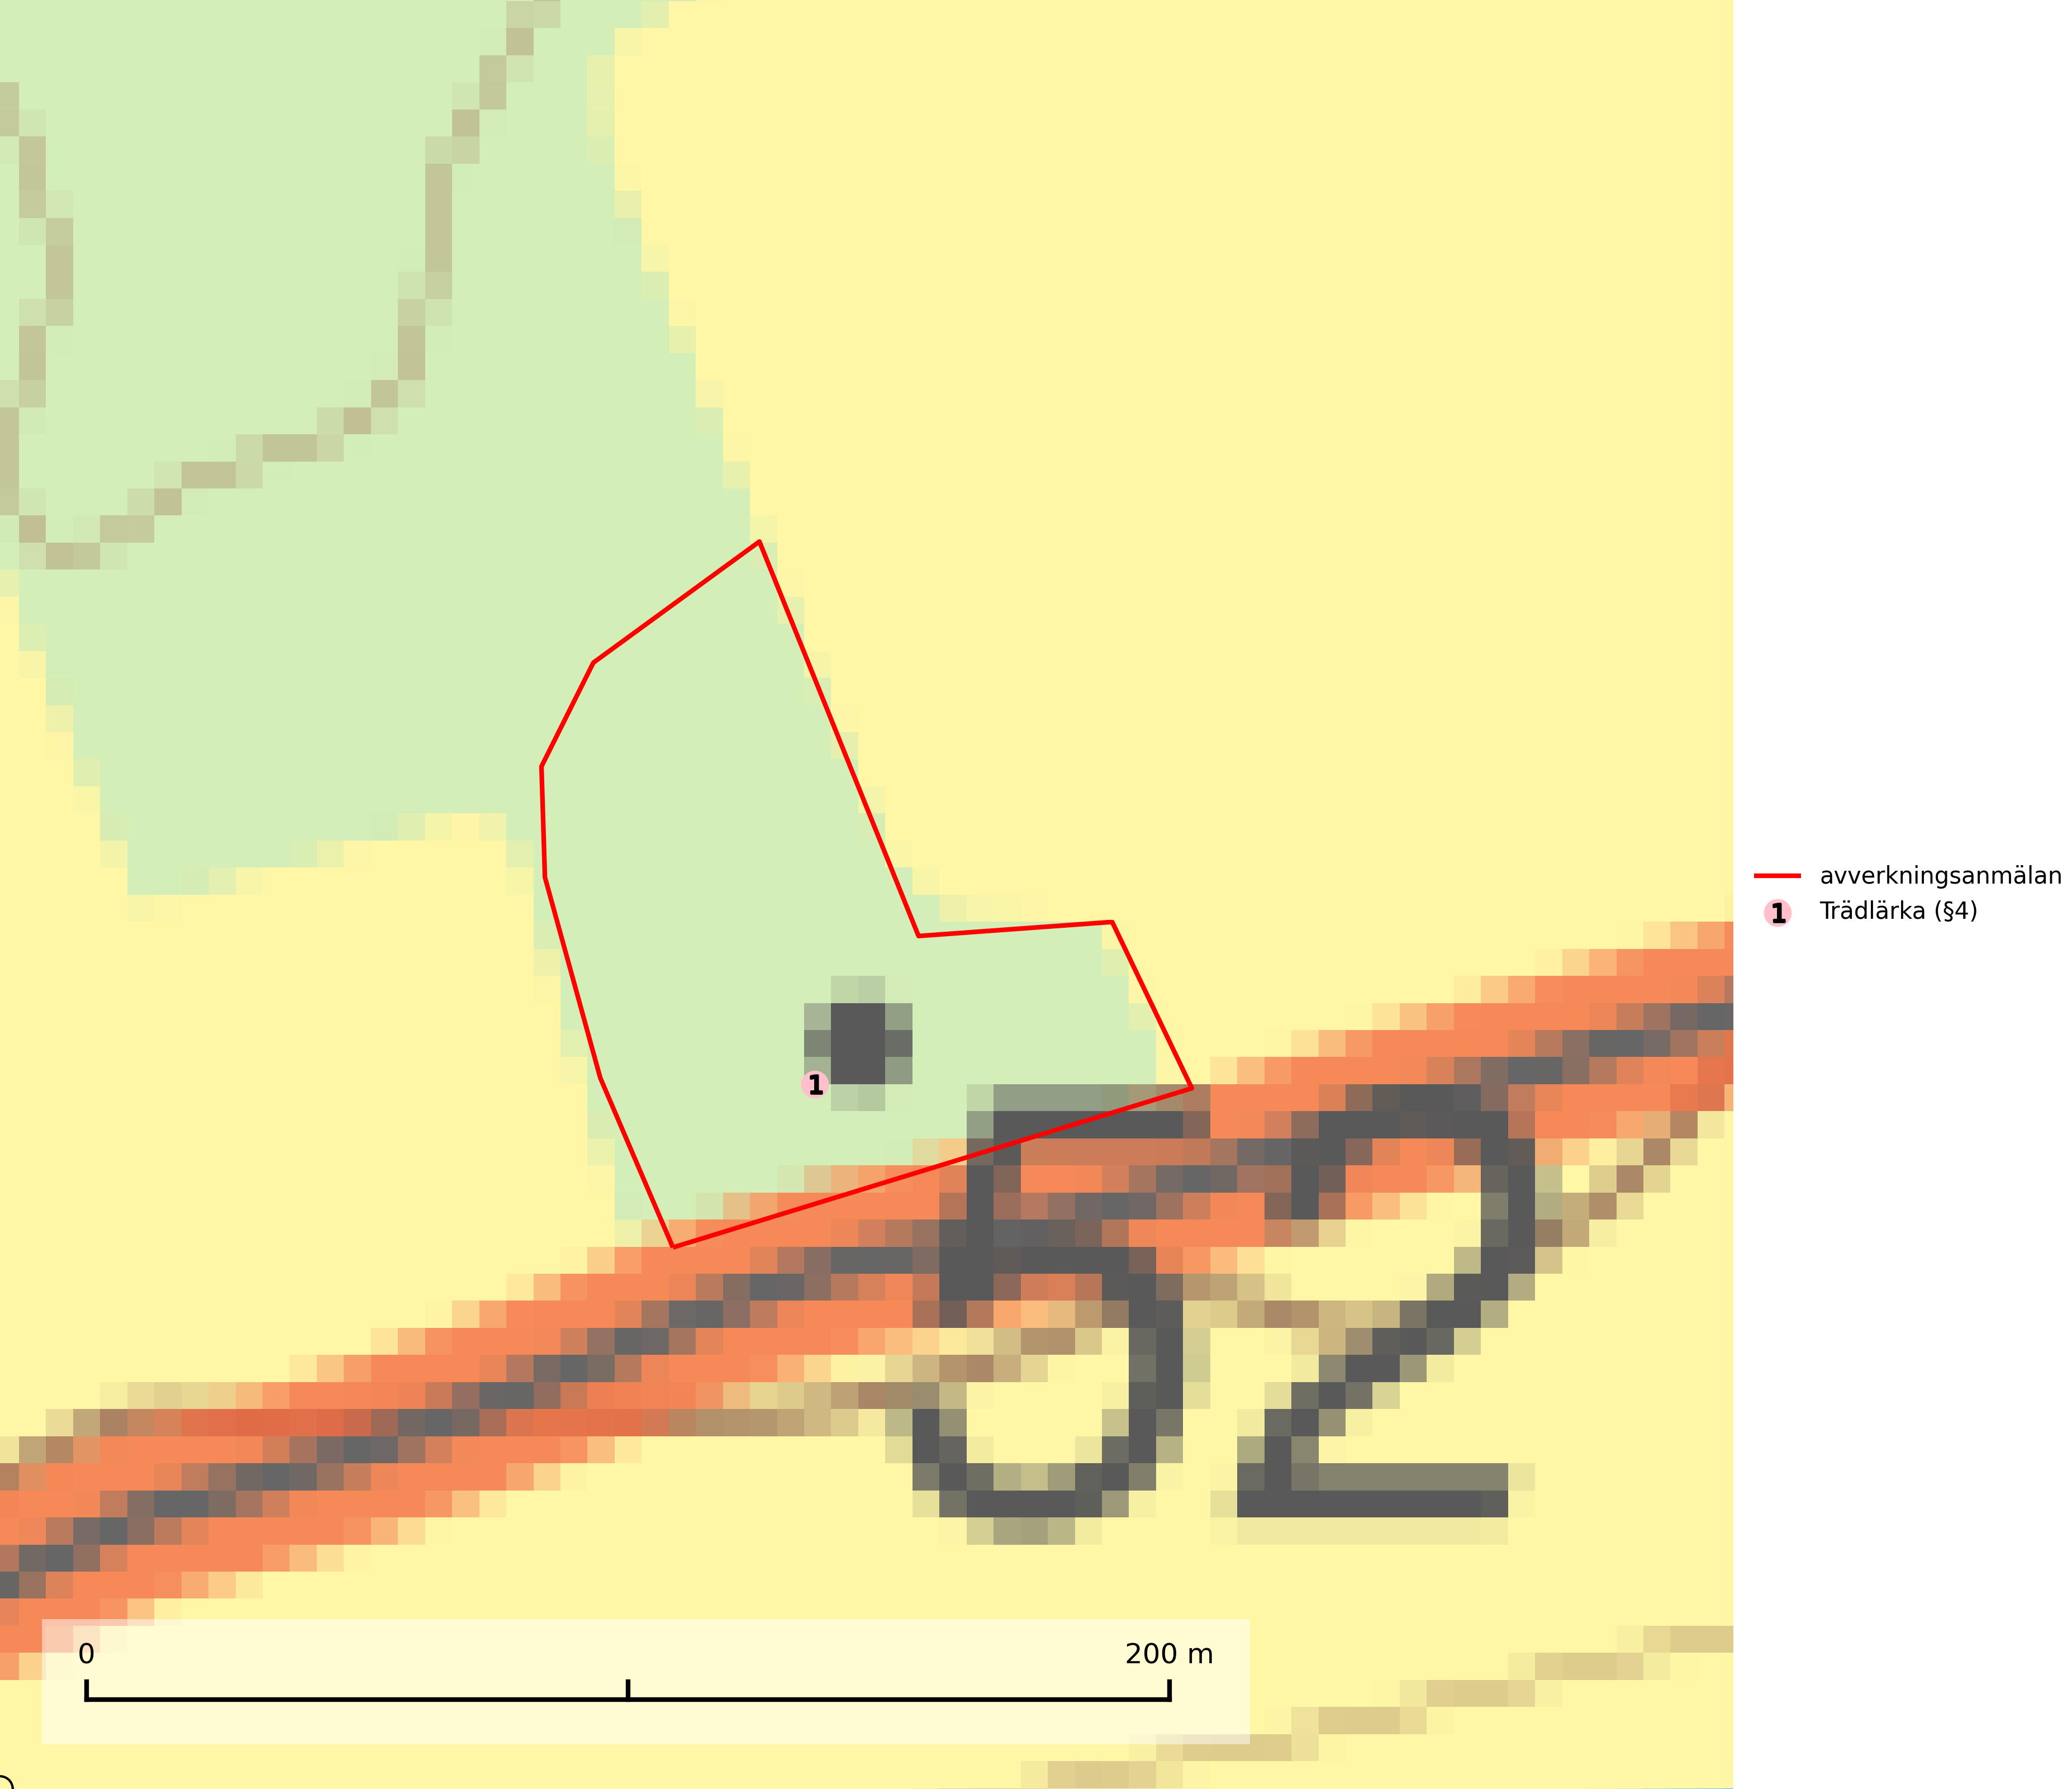 avverkningsanmälan
1 Trädlärka (§4)
1
0 200 m